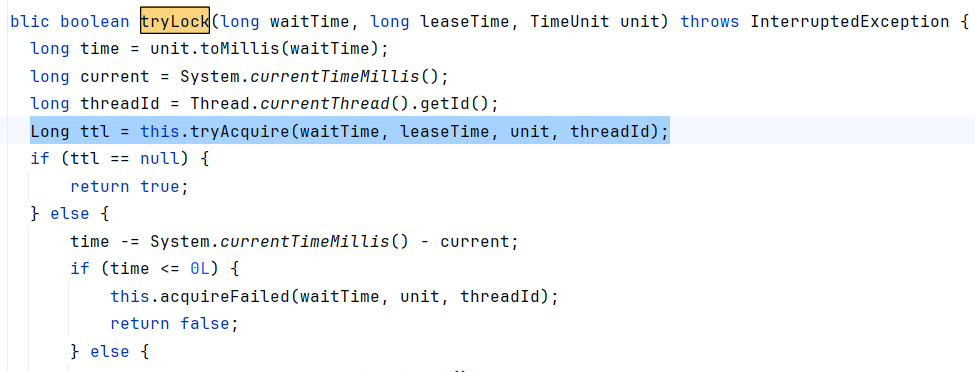 blic boolean tryLock(long waitTime, long leaseTime, TimeUnit unit) throws InterruptedException {
long time = unit.toMillis(waitTime);
long current = System.currentTimeMillis();
long threadId = Thread.currentThread().getId();
Long ttl = this.tryAcquire(waitTime, leaseTime, unit, threadId);
if (ttl == null) {
return true;
} else {
time -= System.currentTimeMillis() - current;
if (time <= 0L) {
this.acquireFailed(waitTime, unit, threadId);
return false;
} else {